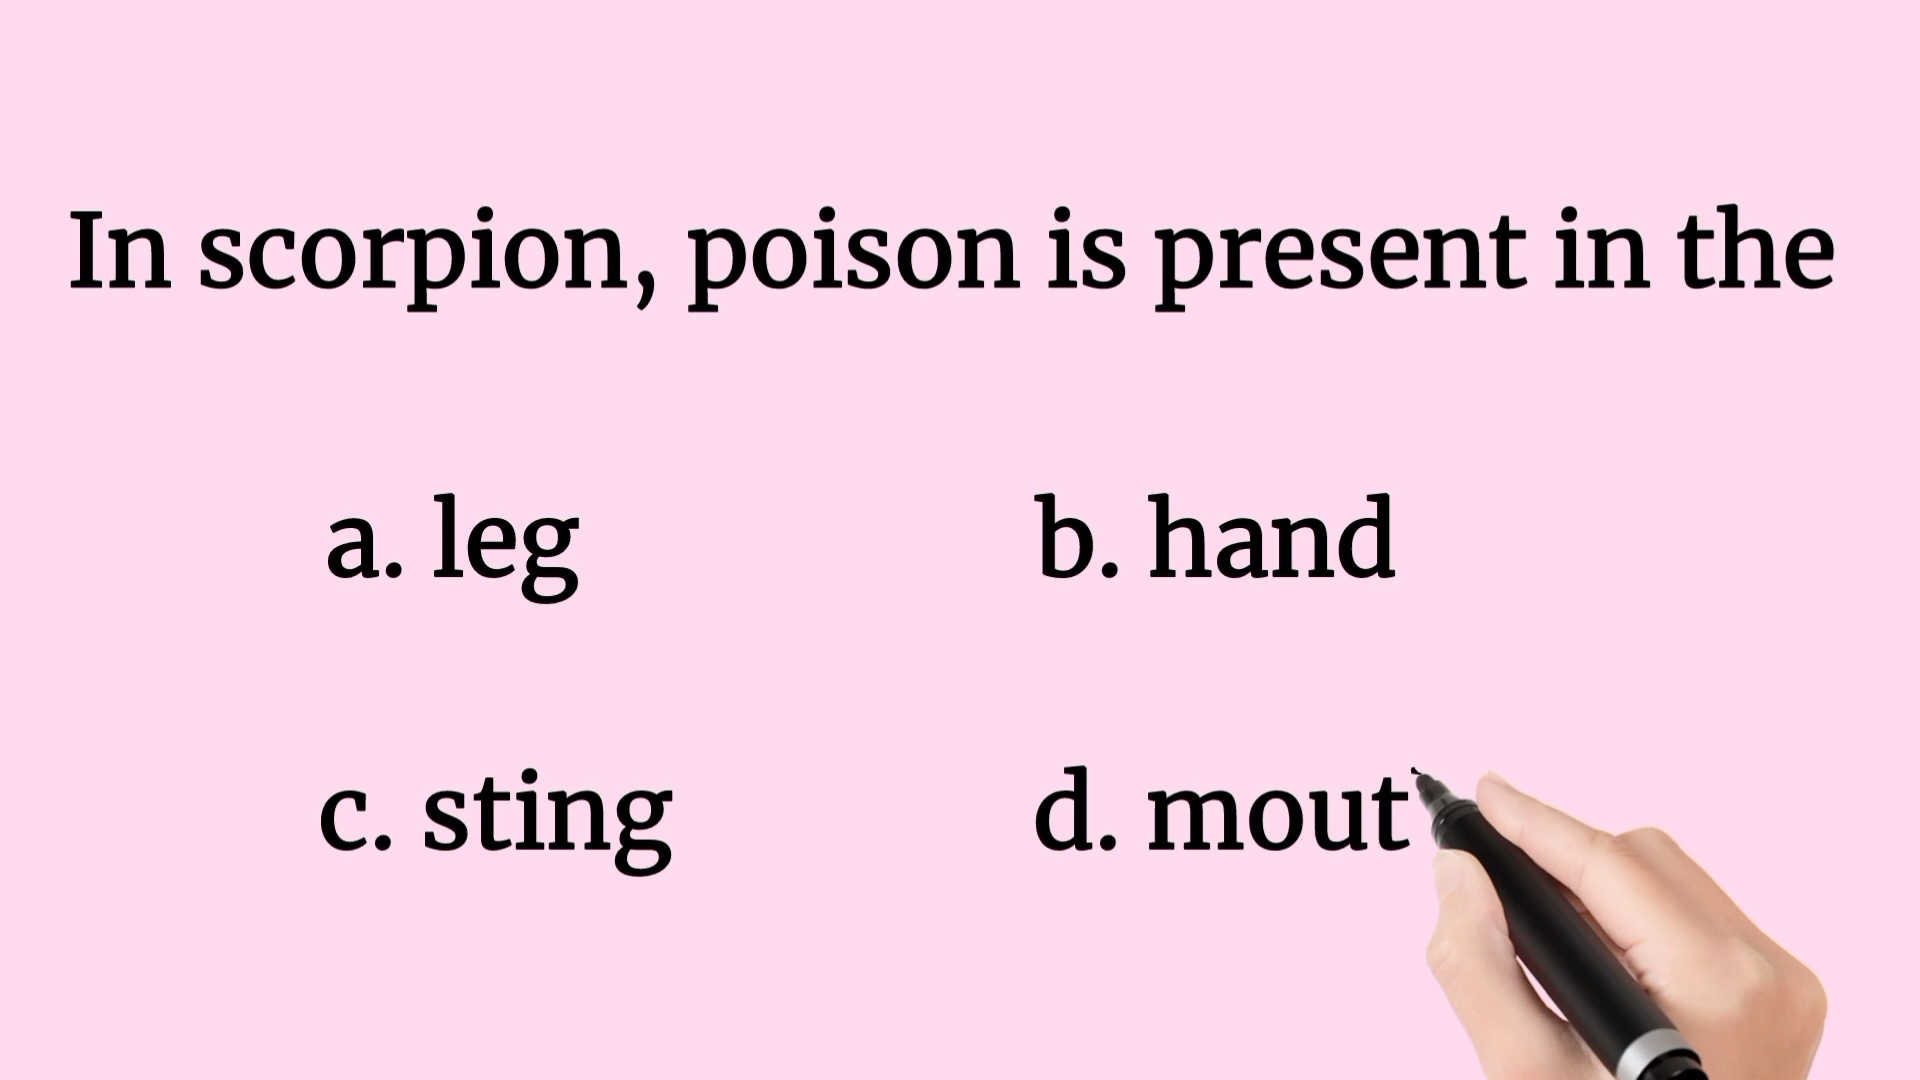 In scorpion, poison is present in the
a. leg b. hand
c. sting d. mout